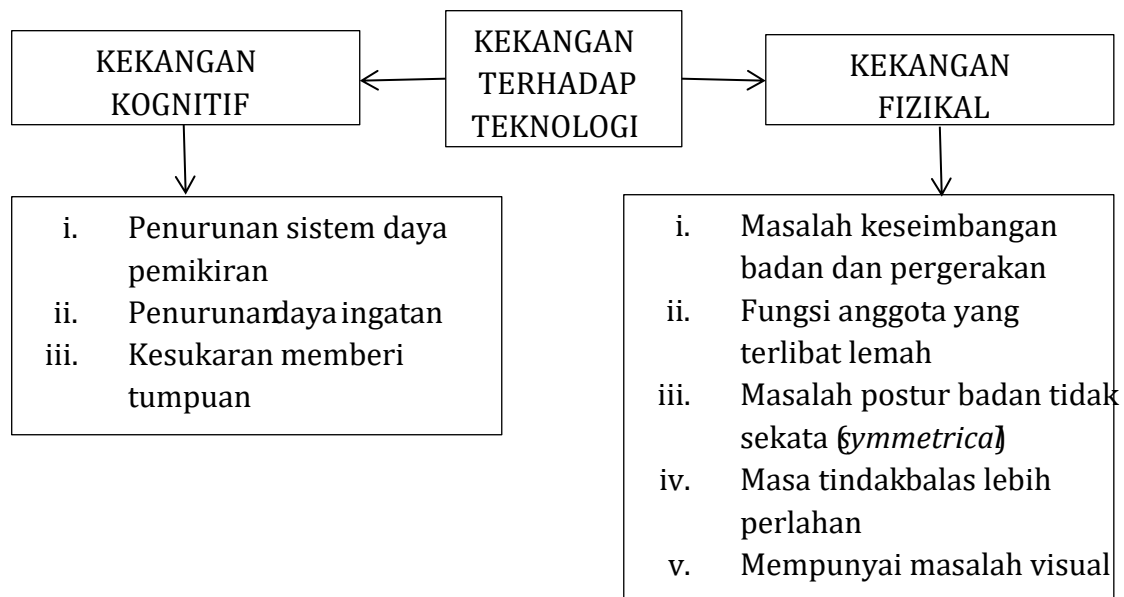 KEKANGAN
TERHADAP
TEKNOLOGI
KEKANGAN
KOGNITIF
KEKANGAN
FIZIKAL
i. Penurunan sistem daya
pemikiran
ii. Penurunan daya ingatan
iii. Kesukaran memberi
tumpuan
i. Masalah keseimbangan
badan dan pergerakan
ii. Fungsi anggota yang
terlibat lemah
iii. Masalah postur badan tidak
sekata (symmetrical)
iv. Masa tindakbalas lebih
perlahan
v. Mempunyai masalah visual